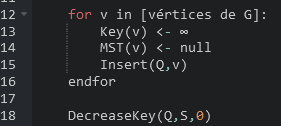 12 for v in [vértices de G]:
13 Key(v) <- ∞
14 MST(v) <- null
15 Insert(Q,v)
16 endfor
17
18 DecreaseKey(Q,S,0)